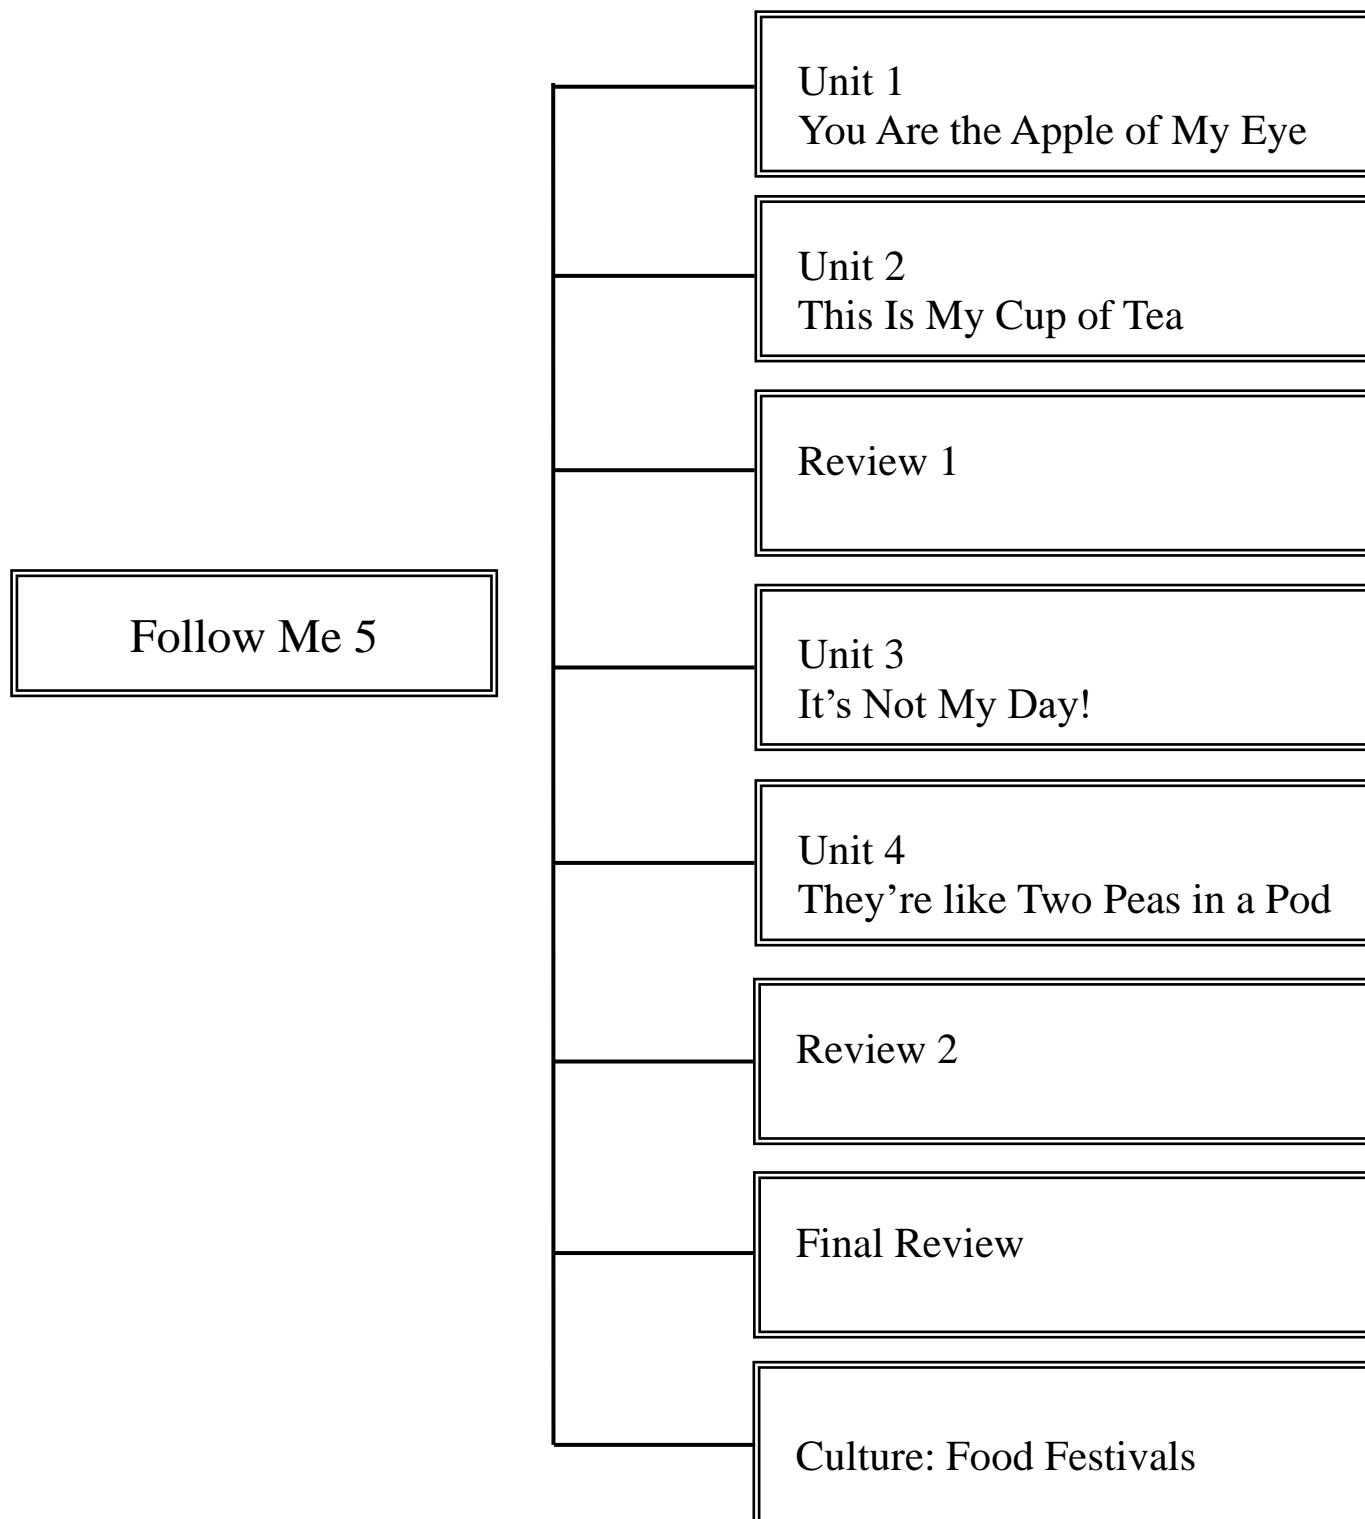 Follow Me 5
Unit 1
You Are the Apple of My Eye
Unit 2
This Is My Cup of Tea
Review 1
Unit 3
It’s Not My Day!
Unit 4
They’re like Two Peas in a Pod
Review 2
Final Review
Culture: Food Festivals